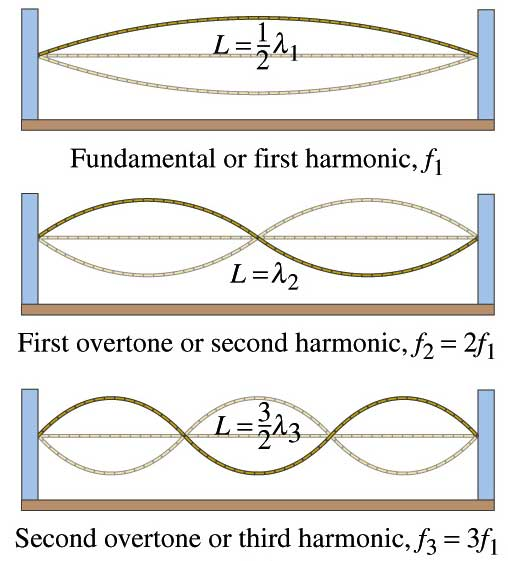 L = 1/2 λ₁
Fundamental or first harmonic, f₁
L = λ₂
First overtone or second harmonic, f₂ = 2f₁
L = 3/2 λ₃
Second overtone or third harmonic, f₃ = 3f₁